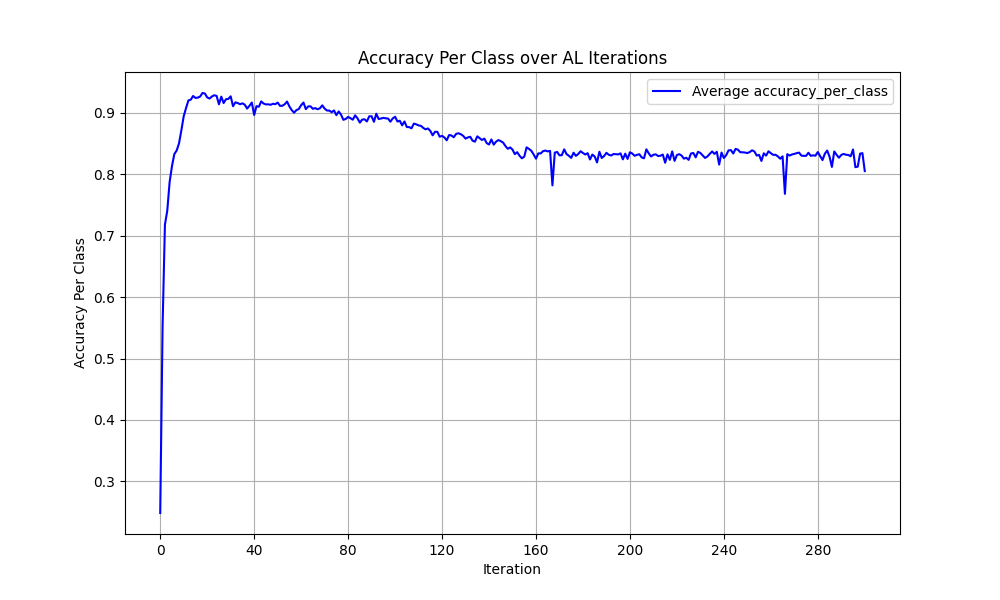 Accuracy Per Class over AL Iterations
Average accuracy_per_class
Accuracy Per Class
0.9
0.8
0.7
0.6
0.5
0.4
0.3
0 40 80 120 160 200 240 280
Iteration